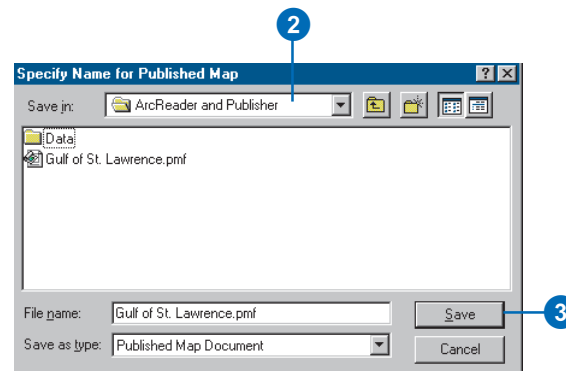 2
Specify Name for Published Map
Save in: ArcReader and Publisher
Data
Gulf of St. Lawrence.pmf
File name: Gulf of St. Lawrence.pmf Save 3
Save as type: Published Map Document Cancel